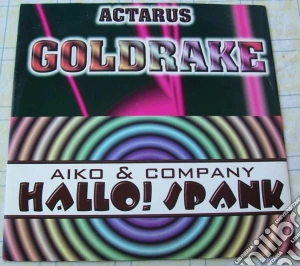 ACTARUS
GOLDRAKE
AIKO & COMPANY
HALLO! SPANK